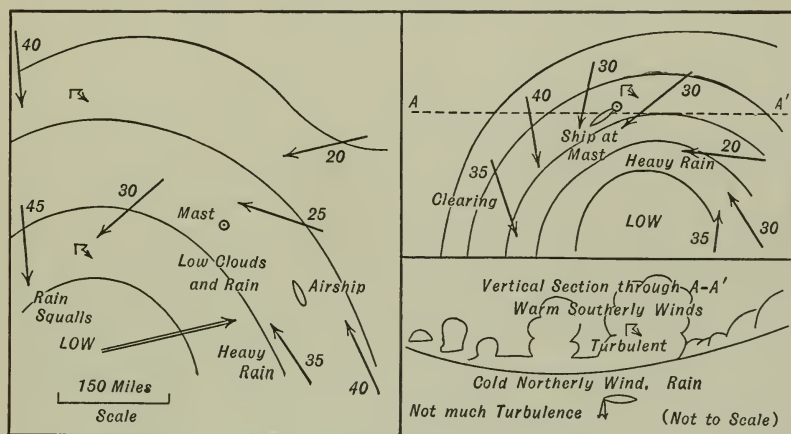 40
20
30
45
Mast
25
Low Clouds
and Rain
Airship
Rain
Squalls
LOW
Heavy
Rain
35
40
150 Miles
Scale
30
40
30
A
A'
Ship at
Mast
20
Heavy Rain
35
Clearing
LOW
35
30
Vertical Section through A-A'
Warm Southerly Winds
Turbulent
Cold Northerly Wind, Rain
Not much Turbulence
(Not to Scale)